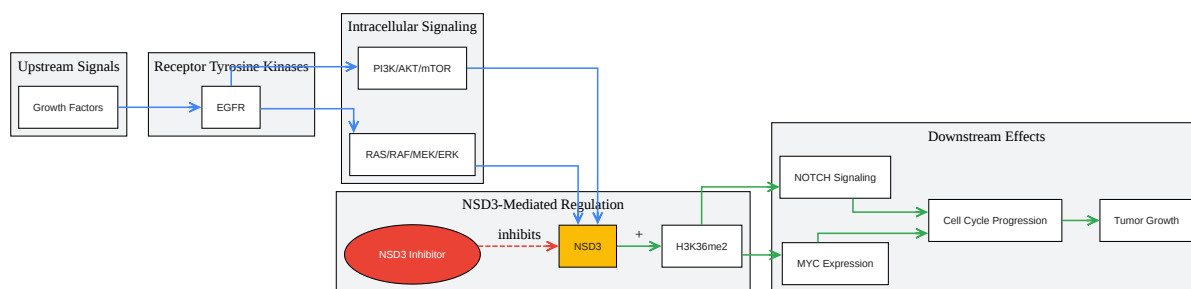 Intracellular Signaling
Upstream Signals
Receptor Tyrosine Kinases
PI3K/AKT/mTOR
Growth Factors
EGFR
RAS/RAF/MEK/ERK
Downstream Effects
NOTCH Signaling
NSD3-Mediated Regulation
Cell Cycle Progression
Tumor Growth
inhibits
+
NSD3 Inhibitor
NSD3
H3K36me2
MYC Expression